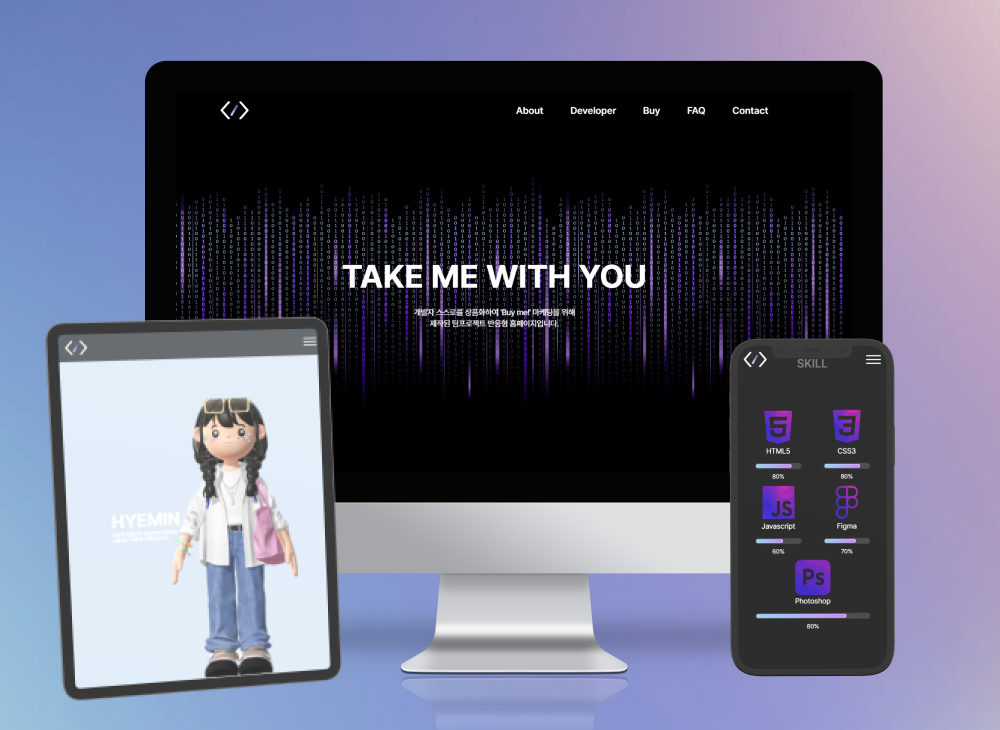 About Developer Buy FAQ Contact
TAKE ME WITH YOU
개발자 스스로를 상품화하여 'Buy me!' 마케팅을 위해
제작된 팀프로젝트 반응형 홈페이지입니다.
HYEMIN
SKILL
HTML5 CSS3
80% 80%
JS
Javascript Figma
60% 70%
Ps
Photoshop
80%